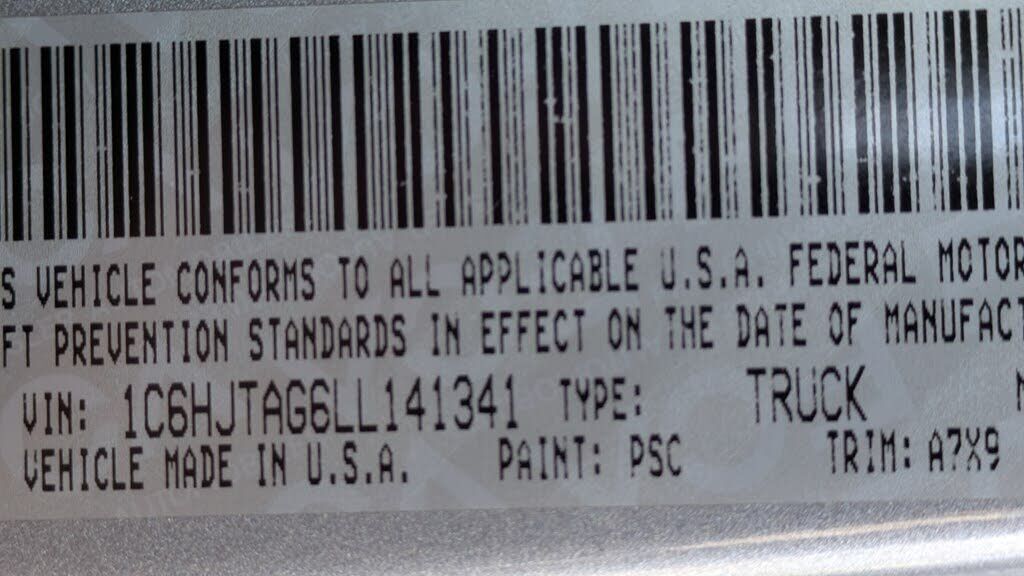 S VEHICLE CONFORMS TO ALL APPLICABLE U.S.A. FEDERAL MOTOR
FT PREVENTION STANDARDS IN EFFECT ON THE DATE OF MANUFACT
VIN: 1C6HJTAG6LL141341 TYPE: TRUCK
VEHICLE MADE IN U.S.A. PAINT: PSC TRIM: A7X9